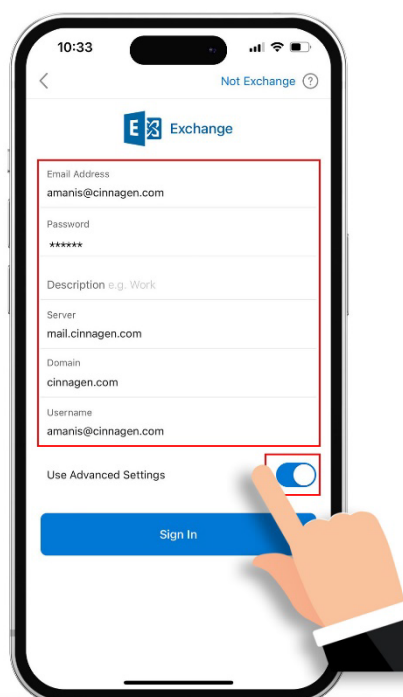 10:33
Not Exchange ?
E Exchange
Email Address
amanis@cinnagen.com
Password
******
Description e.g. Work
Server
mail.cinnagen.com
Domain
cinnagen.com
Username
amanis@cinnagen.com
Use Advanced Settings
Sign In